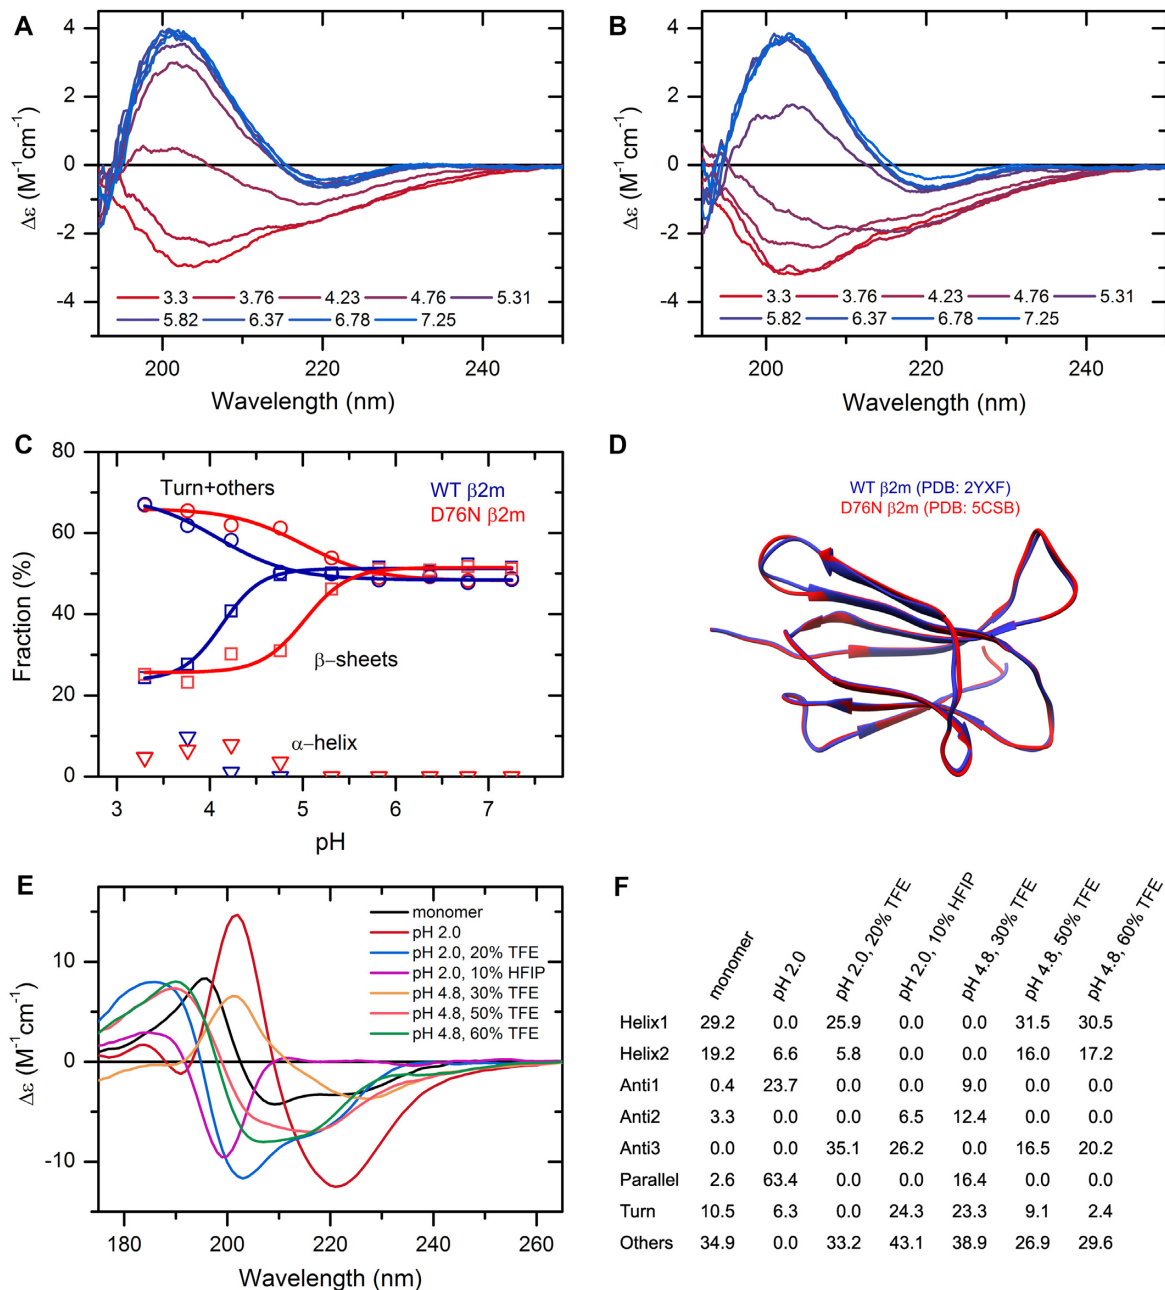 A
4
2
0
-2
-4
Δε (M⁻¹cm⁻¹)
3.3 3.76 4.23 4.76 5.31
5.82 6.37 6.78 7.25
200 220 240
Wavelength (nm)
B
4
2
0
-2
-4
Δε (M⁻¹cm⁻¹)
3.3 3.76 4.23 4.76 5.31
5.82 6.37 6.78 7.25
200 220 240
Wavelength (nm)
C
80
60
40
20
0
Fraction (%)
Turn+others
WT β2m
D76N β2m
β-sheets
α-helix
3 4 5 6 7
pH
D
WT β2m (PDB: 2YXF)
D76N β2m (PDB: 5CSB)
E
10
0
-10
Δε (M⁻¹cm⁻¹)
monomer
pH 2.0
pH 2.0, 20% TFE
pH 2.0, 10% HFIP
pH 4.8, 30% TFE
pH 4.8, 50% TFE
pH 4.8, 60% TFE
180 200 220 240 260
Wavelength (nm)
F
monomer
pH 2.0
pH 2.0, 20% TFE
pH 2.0, 10% HFIP
pH 4.8, 30% TFE
pH 4.8, 50% TFE
pH 4.8, 60% TFE
Helix1 29.2 0.0 25.9 0.0 0.0 31.5 30.5
Helix2 19.2 6.6 5.8 0.0 0.0 16.0 17.2
Anti1 0.4 23.7 0.0 0.0 9.0 0.0 0.0
Anti2 3.3 0.0 0.0 6.5 12.4 0.0 0.0
Anti3 0.0 0.0 35.1 26.2 0.0 16.5 20.2
Parallel 2.6 63.4 0.0 0.0 16.4 0.0 0.0
Turn 10.5 6.3 0.0 24.3 23.3 9.1 2.4
Others 34.9 0.0 33.2 43.1 38.9 26.9 29.6